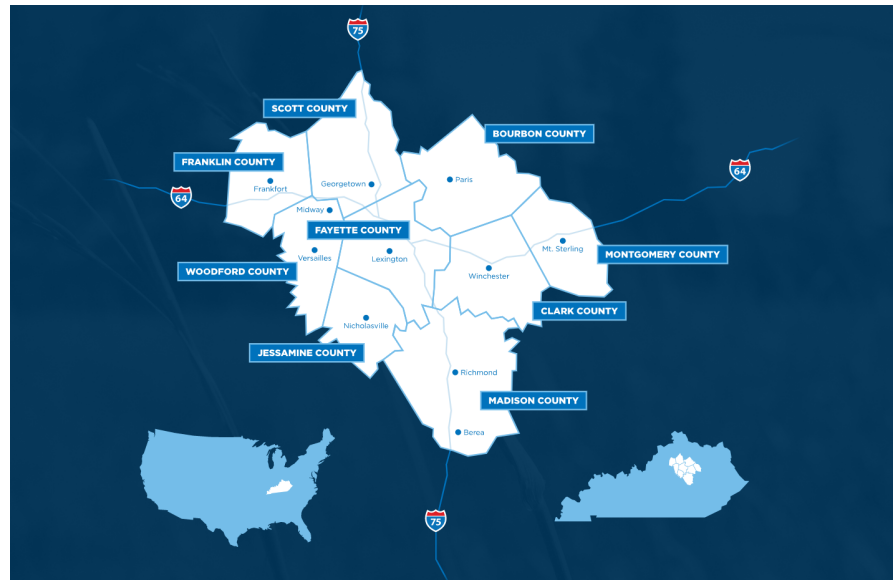 75
SCOTT COUNTY
BOURBON COUNTY
FRANKLIN COUNTY
64
Paris
Georgetown
Frankfort
64
Midway
FAYETTE COUNTY
Mt. Sterling
Versailles
Lexington
MONTGOMERY COUNTY
WOODFORD COUNTY
Winchester
CLARK COUNTY
Nicholasville
JESSAMINE COUNTY
Richmond
MADISON COUNTY
Berea
75